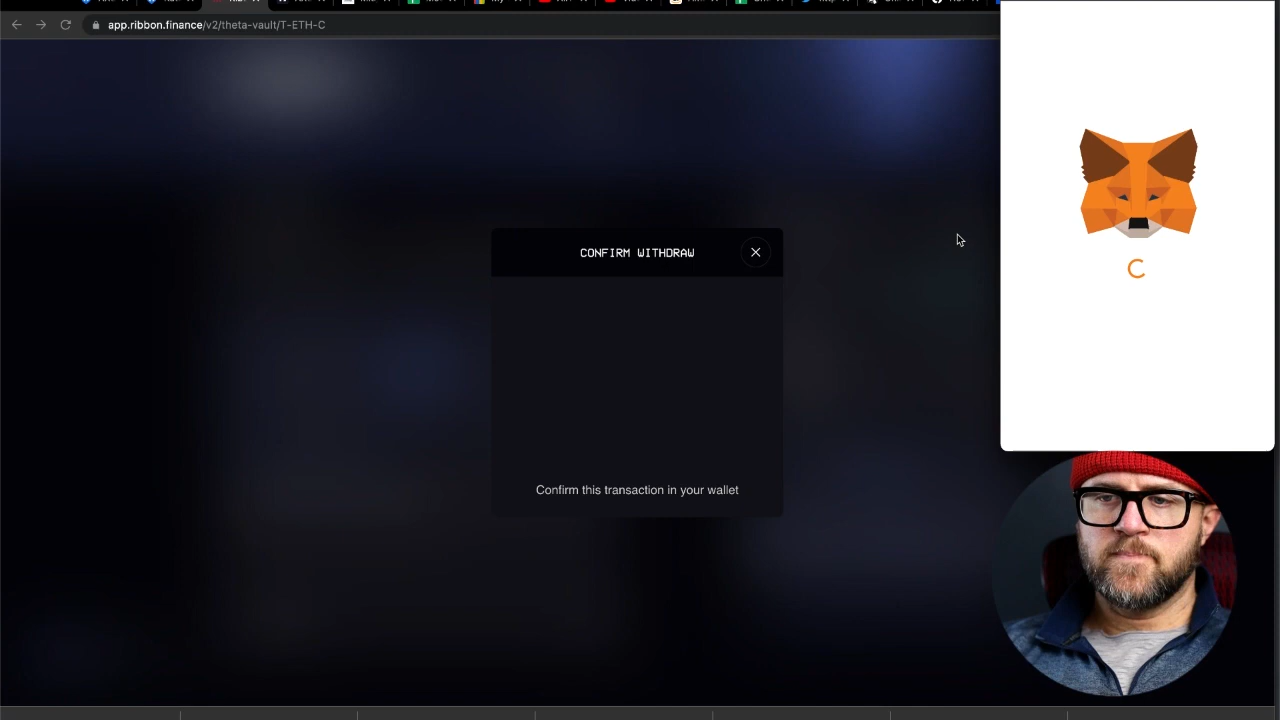 app.ribbon.finance/v2/theta-vault/T-ETH-C
CONFIRM WITHDRAW
Confirm this transaction in your wallet